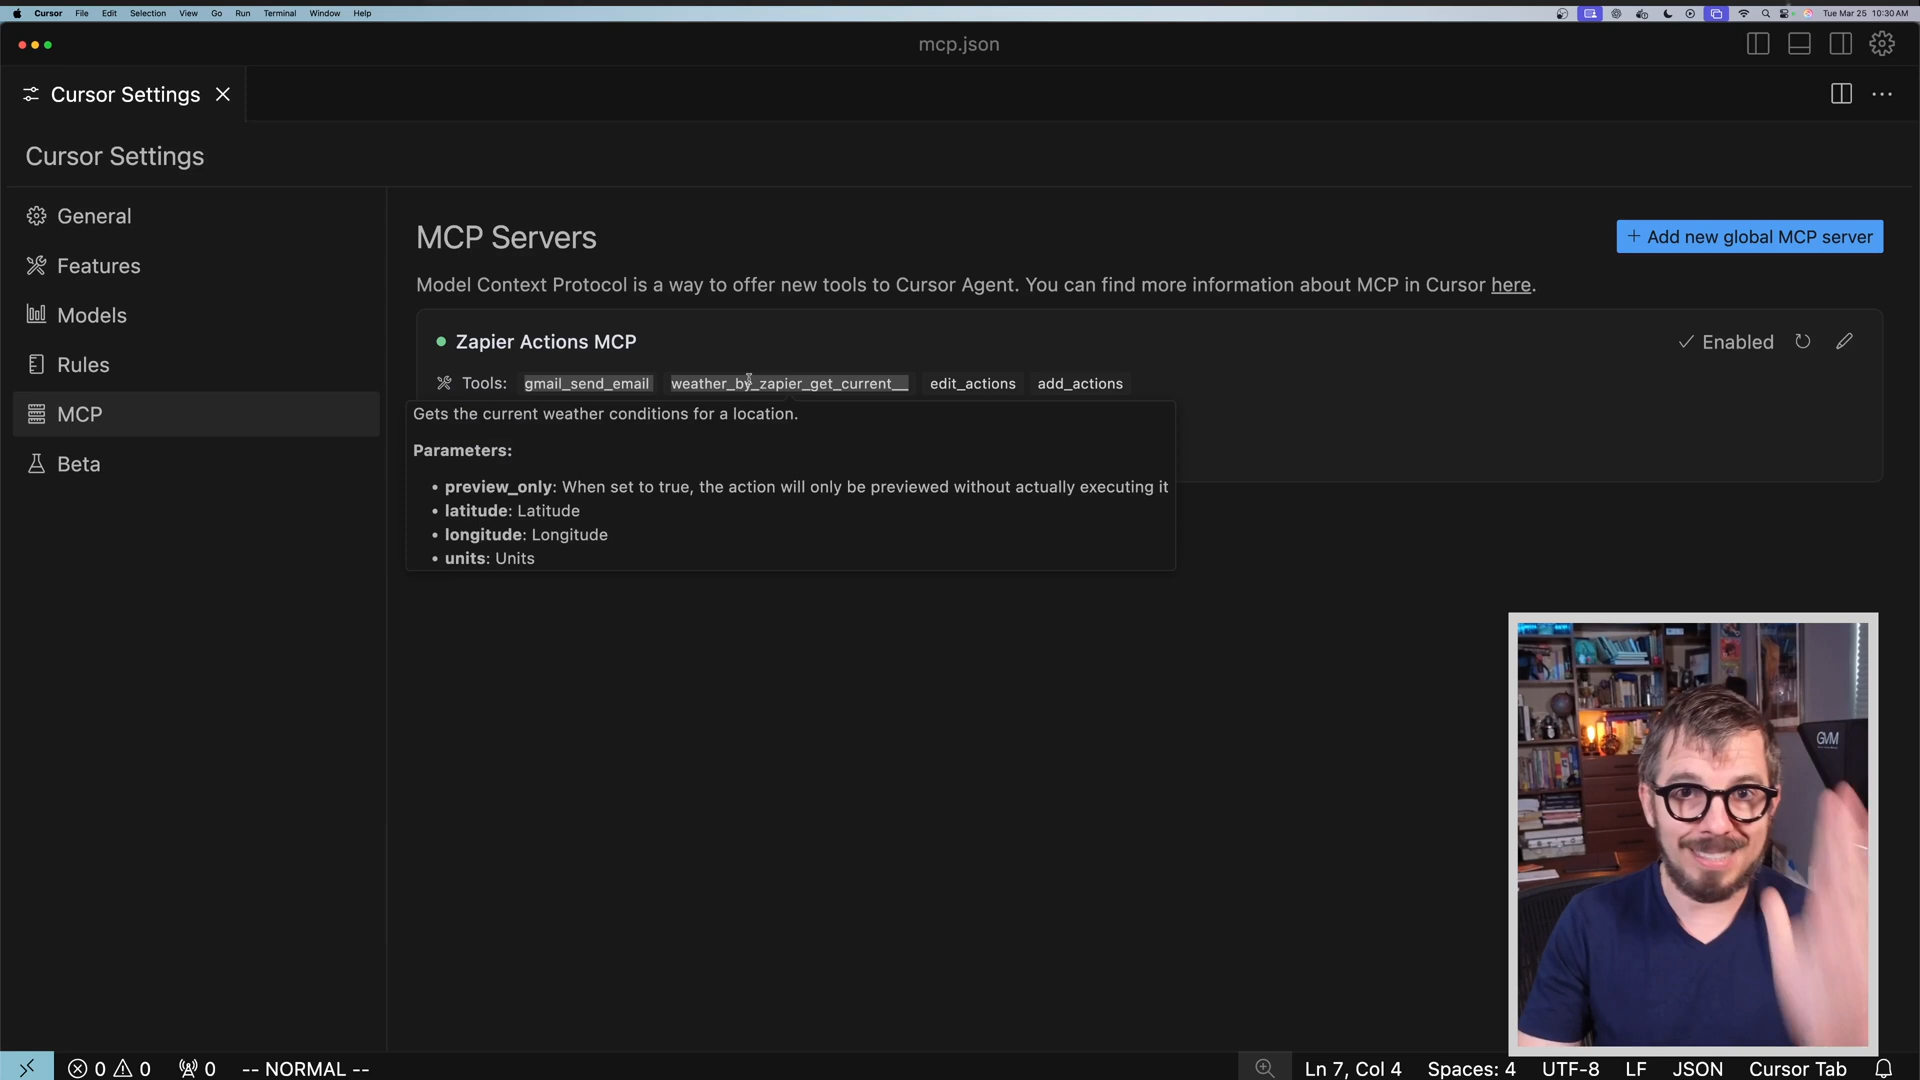 Cursor File Edit Selection View Go Run Terminal Window Help
Tue Mar 25 10:30 AM
mcp.json
Cursor Settings
Cursor Settings
General
Features
Models
Rules
MCP
Beta
MCP Servers
+ Add new global MCP server
Model Context Protocol is a way to offer new tools to Cursor Agent. You can find more information about MCP in Cursor here.
Zapier Actions MCP
Enabled
Tools: gmail_send_email weather_by_zapier_get_current__ edit_actions add_actions
Gets the current weather conditions for a location.
Parameters:
• preview_only: When set to true, the action will only be previewed without actually executing it
• latitude: Latitude
• longitude: Longitude
• units: Units
GVM
0 0 0 -- NORMAL -- Ln 7, Col 4 Spaces: 4 UTF-8 LF JSON Cursor Tab